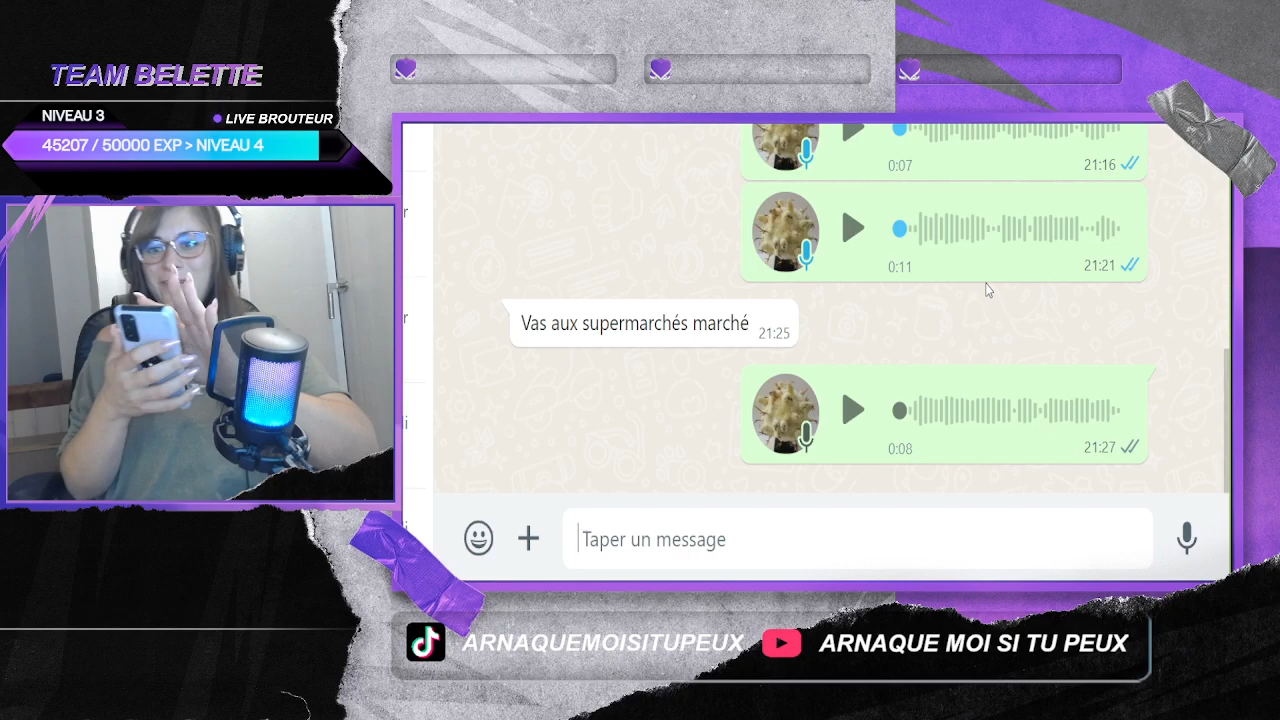 TEAM BELETTE
NIVEAU 3
LIVE BROUTEUR
45207 / 50000 EXP > NIVEAU 4
0:07
21:16
0:11
21:21
Vas aux supermarchés marché
21:25
0:08
21:27
Taper un message
ARNAQUEMOISITUPEUX
ARNAQUE MOI SI TU PEUX